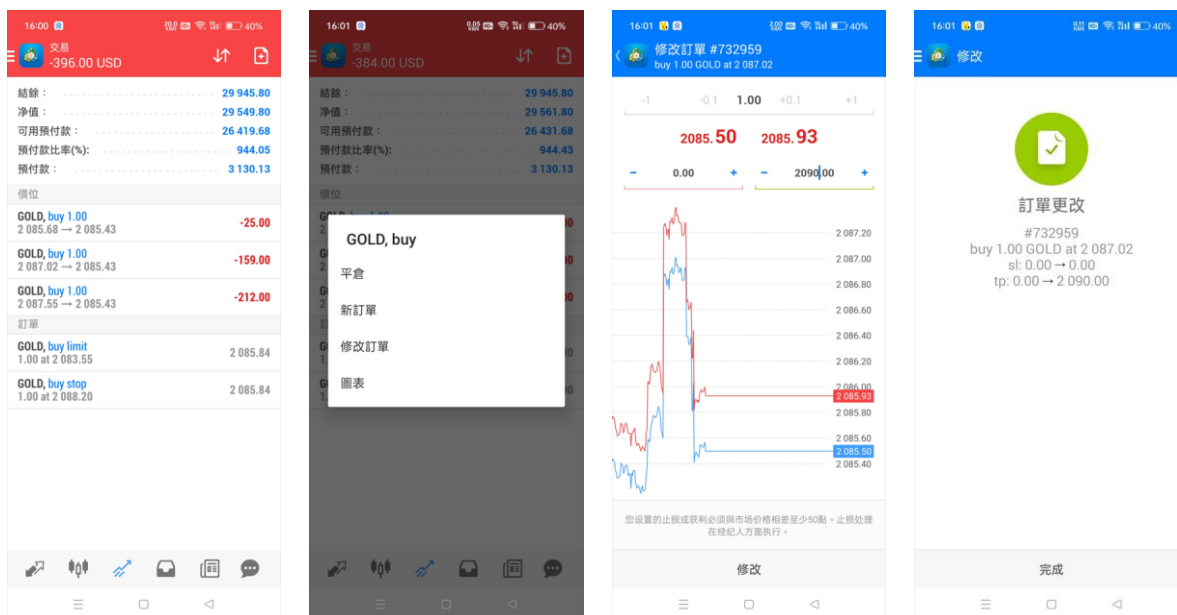 16:00
40%
交易
-396.00 USD
結餘： 29 945.80
净值： 29 549.80
可用預付款： 26 419.68
預付款比率(%): 944.05
預付款： 3 130.13
價位
GOLD, buy 1.00
2 085.68 → 2 085.43
-25.00
GOLD, buy 1.00
2 087.02 → 2 085.43
-159.00
GOLD, buy 1.00
2 087.55 → 2 085.43
-212.00
訂單
GOLD, buy limit
1.00 at 2 083.55
2 085.84
GOLD, buy stop
1.00 at 2 088.20
2 085.84
16:01
40%
交易
-384.00 USD
結餘： 29 945.80
净值： 29 561.80
可用預付款： 26 431.68
預付款比率(%): 944.43
預付款： 3 130.13
價位
GOLD, buy
平倉
新訂單
修改訂單
圖表
16:01
40%
修改訂單 #732959
buy 1.00 GOLD at 2 087.02
-1 -0.1 1.00 +0.1 +1
2085.50 2085.93
- 0.00 + - 2090.00 +
2 087.20
2 087.00
2 086.80
2 086.60
2 086.40
2 086.20
2 086.00
2 085.93
2 085.80
2 085.60
2 085.50
2 085.40
您设置的止损或获利必须與市场价格相差至少50點。止损处理
在经纪人方面执行。
修改
16:01
40%
修改
訂單更改
#732959
buy 1.00 GOLD at 2 087.02
sl: 0.00 → 0.00
tp: 0.00 → 2 090.00
完成